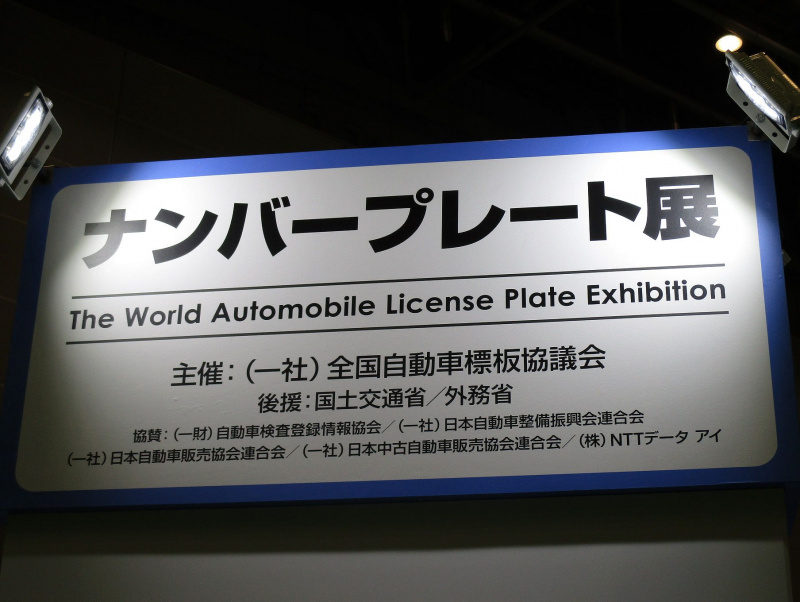 ナンバープレート展
The World Automobile License Plate Exhibition
主催：（一社）全国自動車標板協議会
後援：国土交通省／外務省
協賛：（一財）自動車検査登録情報協会／（一社）日本自動車整備振興会連合会
（一社）日本自動車販売協会連合会／（一社）日本中古自動車販売協会連合会／（株）NTTデータ アイ